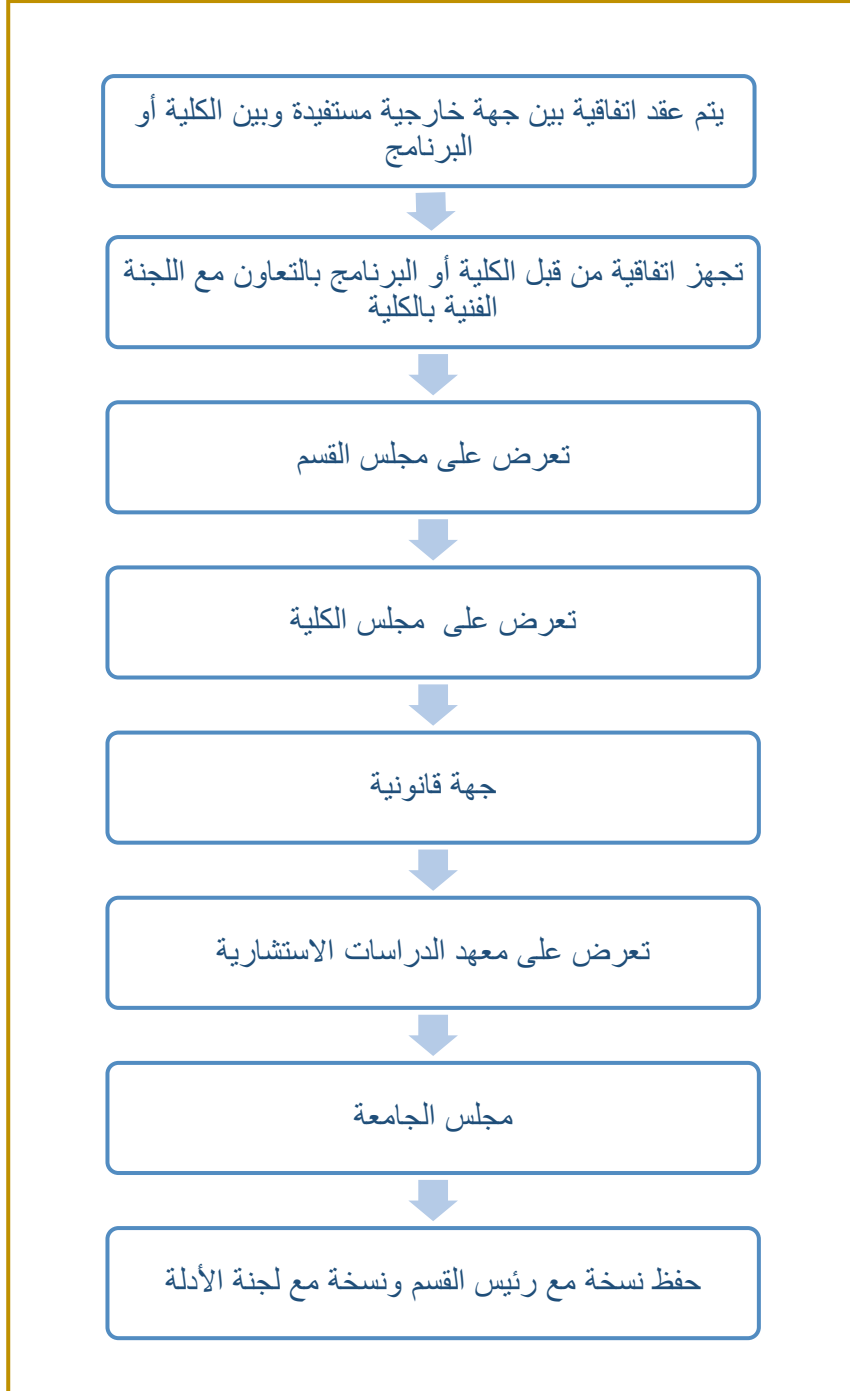 يتم عقد اتفاقية بين جهة خارجية مستفيدة وبين الكلية أو
البرنامج
تجهز اتفاقية من قبل الكلية أو البرنامج بالتعاون مع اللجنة
الفنية بالكلية
تعرض على مجلس القسم
تعرض على مجلس الكلية
جهة قانونية
تعرض على معهد الدراسات الاستشارية
مجلس الجامعة
حفظ نسخة مع رئيس القسم ونسخة مع لجنة الأدلة